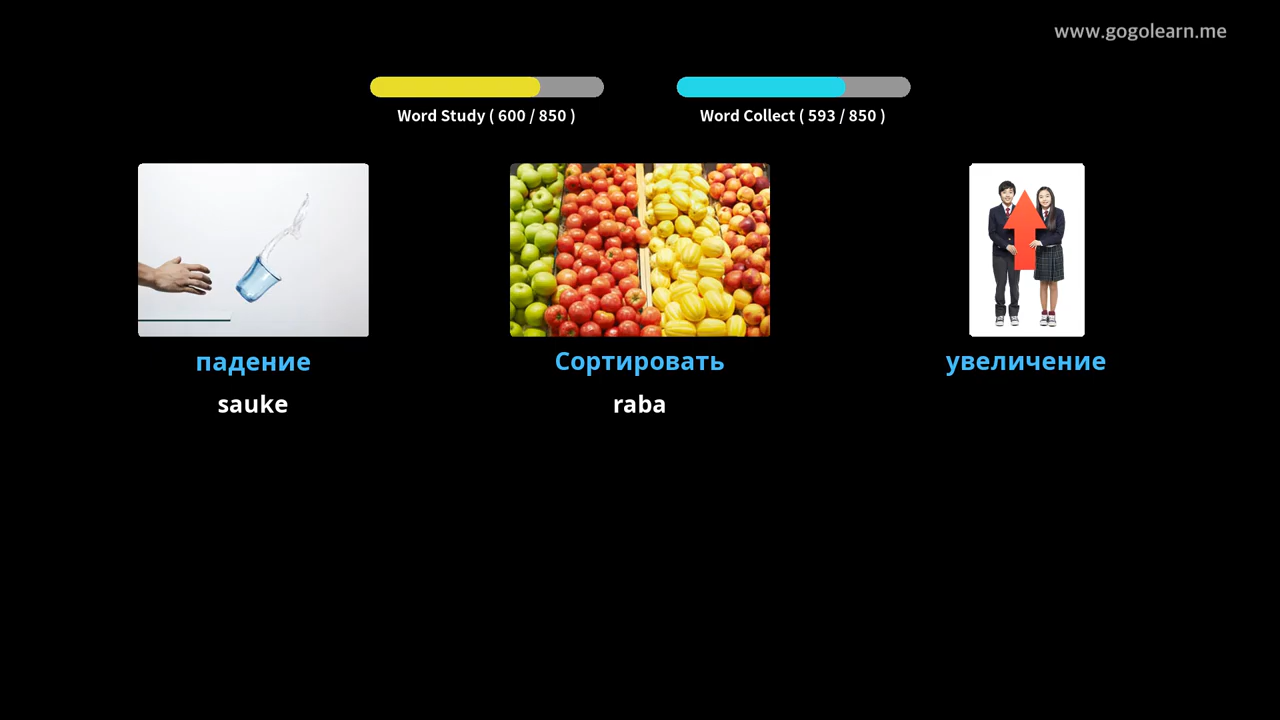 www.gogolearn.me
Word Study ( 600 / 850 )
Word Collect ( 593 / 850 )
падение
Сортировать
увеличение
sauke
raba